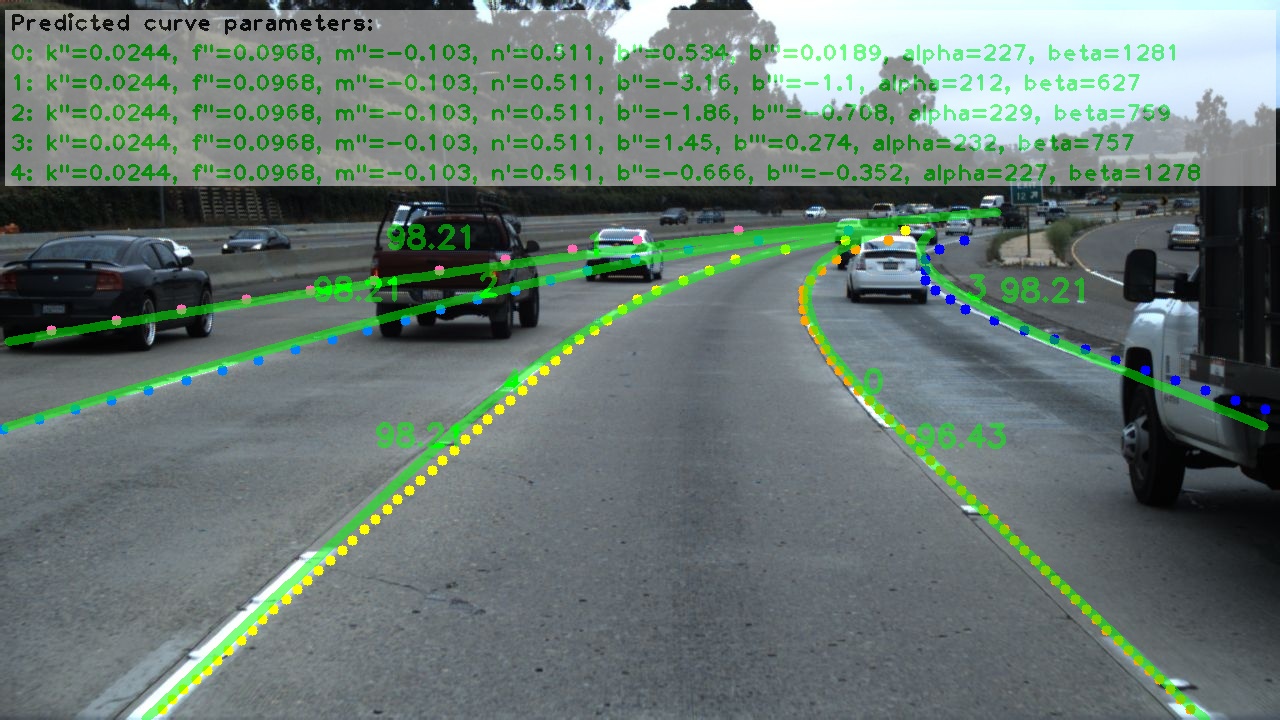 Predicted curve parameters:
0: k''=0.0244, f''=0.0968, m''=−0.103, n'=0.511, b''=0.534, b'''=0.0189, alpha=227, beta=1281
1: k''=0.0244, f''=0.0968, m''=−0.103, n'=0.511, b''=−3.16, b'''=−1.1, alpha=212, beta=627
2: k''=0.0244, f''=0.0968, m''=−0.103, n'=0.511, b''=−1.86, b'''=−0.708, alpha=229, beta=759
3: k''=0.0244, f''=0.0968, m''=−0.103, n'=0.511, b''=1.45, b'''=0.274, alpha=232, beta=757
4: k''=0.0244, f''=0.0968, m''=−0.103, n'=0.511, b''=−0.666, b'''=−0.352, alpha=227, beta=1278
98.21
98.21
2
3 98.21
0
98.21
96.43